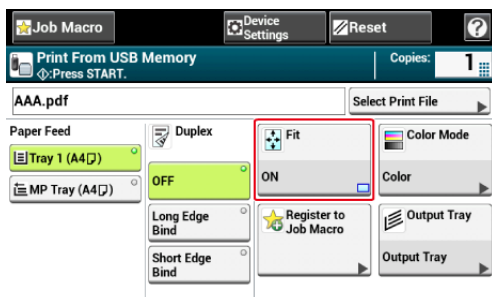 Job Macro
Device
Settings
Reset
?
Print From USB Memory
:Press START.
Copies:
1
AAA.pdf
Select Print File
Paper Feed
Tray 1 (A4)
MP Tray (A4)
Duplex
OFF
Long Edge
Bind
Short Edge
Bind
Fit
ON
Register to
Job Macro
Color Mode
Color
Output Tray
Output Tray